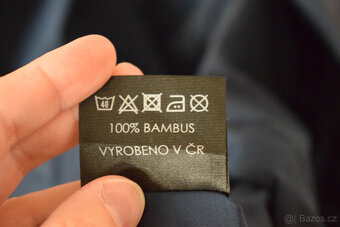 40
100% BAMBUS
VYROBENO V ČR
Bazos.cz